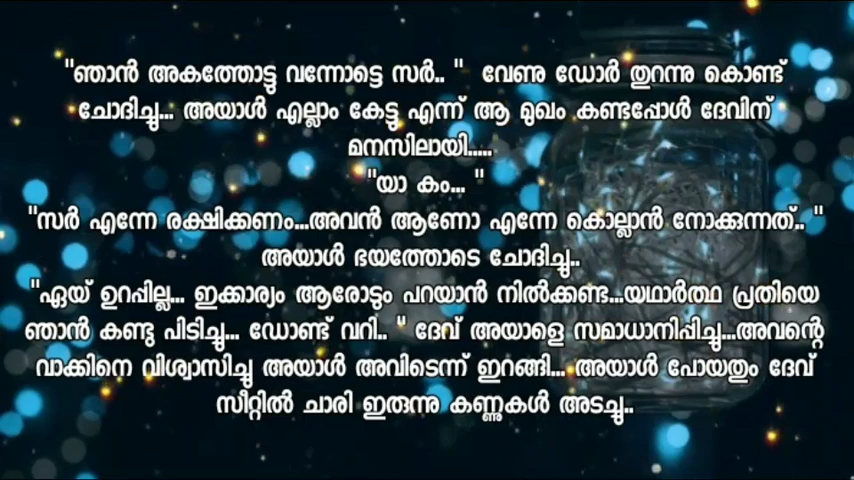 "ഞാൻ അകത്തോട്ടു വന്നോട്ടെ സർ.. "  വേണു ഡോർ തുറന്നു കൊണ്ട്
ചോദിച്ചു... അയാൾ എല്ലാം കേട്ടു എന്ന് ആ മുഖം കണ്ടപ്പോൾ ദേവിന്
മനസിലായി.....
"യാ കം... "
"സർ എന്നേ രക്ഷിക്കണം...അവൻ ആണോ എന്നേ കൊല്ലാൻ നോക്കുന്നത്.. "
അയാൾ ഭയത്തോടെ ചോദിച്ചു..
"ഏയ് ഉറപ്പില്ല... ഇക്കാര്യം ആരോടും പറയാൻ നിൽക്കണ്ട...യഥാർത്ഥ പ്രതിയെ
ഞാൻ കണ്ടു പിടിച്ചു... ഡോണ്ട് വറി.. " ദേവ് അയാളെ സമാധാനിപ്പിച്ചു...അവന്റെ
വാക്കിനെ വിശ്വാസിച്ചു അയാൾ അവിടെന്ന് ഇറങ്ങി... അയാൾ പോയതും ദേവ്
സീറ്റിൽ ചാരി ഇരുന്നു കണ്ണുകൾ അടച്ചു..